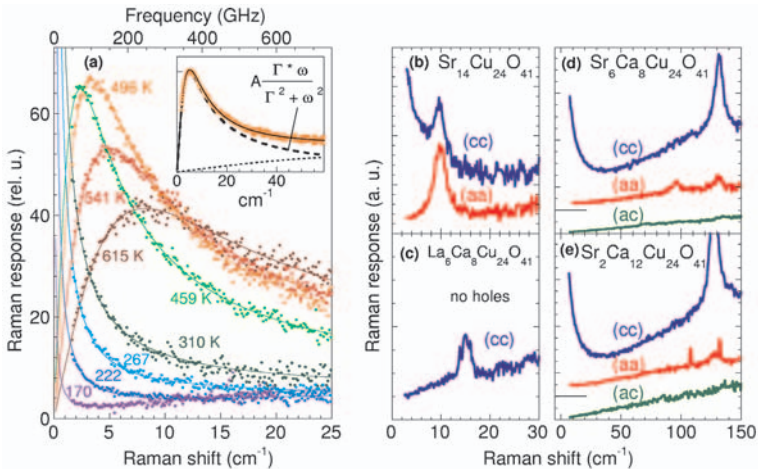 Frequency (GHz)
0 200 400 600
Raman response (rel. u.)
60
40
20
0
0 5 10 15 20 25
Raman shift (cm⁻¹)
(a)
496 K
541 K
615 K
459 K
310 K
267
222
170
A Γ*ω
Γ² + ω²
0 20 40
cm⁻¹
Raman response (a. u.)
(b) Sr₁₄Cu₂₄O₄₁
(cc)
(aa)
(c) La₆Ca₈Cu₂₄O₄₁
no holes
(cc)
0 10 20 30
(d) Sr₆Ca₈Cu₂₄O₄₁
(cc)
(aa)
(ac)
(e) Sr₂Ca₁₂Cu₂₄O₄₁
(cc)
(aa)
(ac)
0 50 100 150
Raman shift (cm⁻¹)